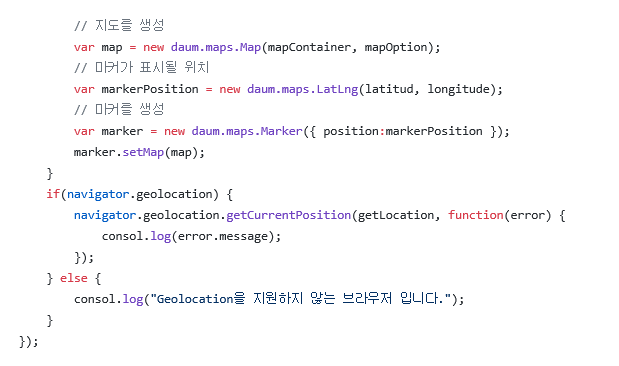 // 지도를 생성
var map = new daum.maps.Map(mapContainer, mapOption);
// 마커가 표시될 위치
var markerPosition = new daum.maps.LatLng(latitud, longitude);
// 마커를 생성
var marker = new daum.maps.Marker({ position:markerPosition });
marker.setMap(map);
}
if(navigator.geolocation) {
navigator.geolocation.getCurrentPosition(getLocation, function(error) {
consol.log(error.message);
});
} else {
consol.log("Geolocation을 지원하지 않는 브라우저 입니다.");
}
});